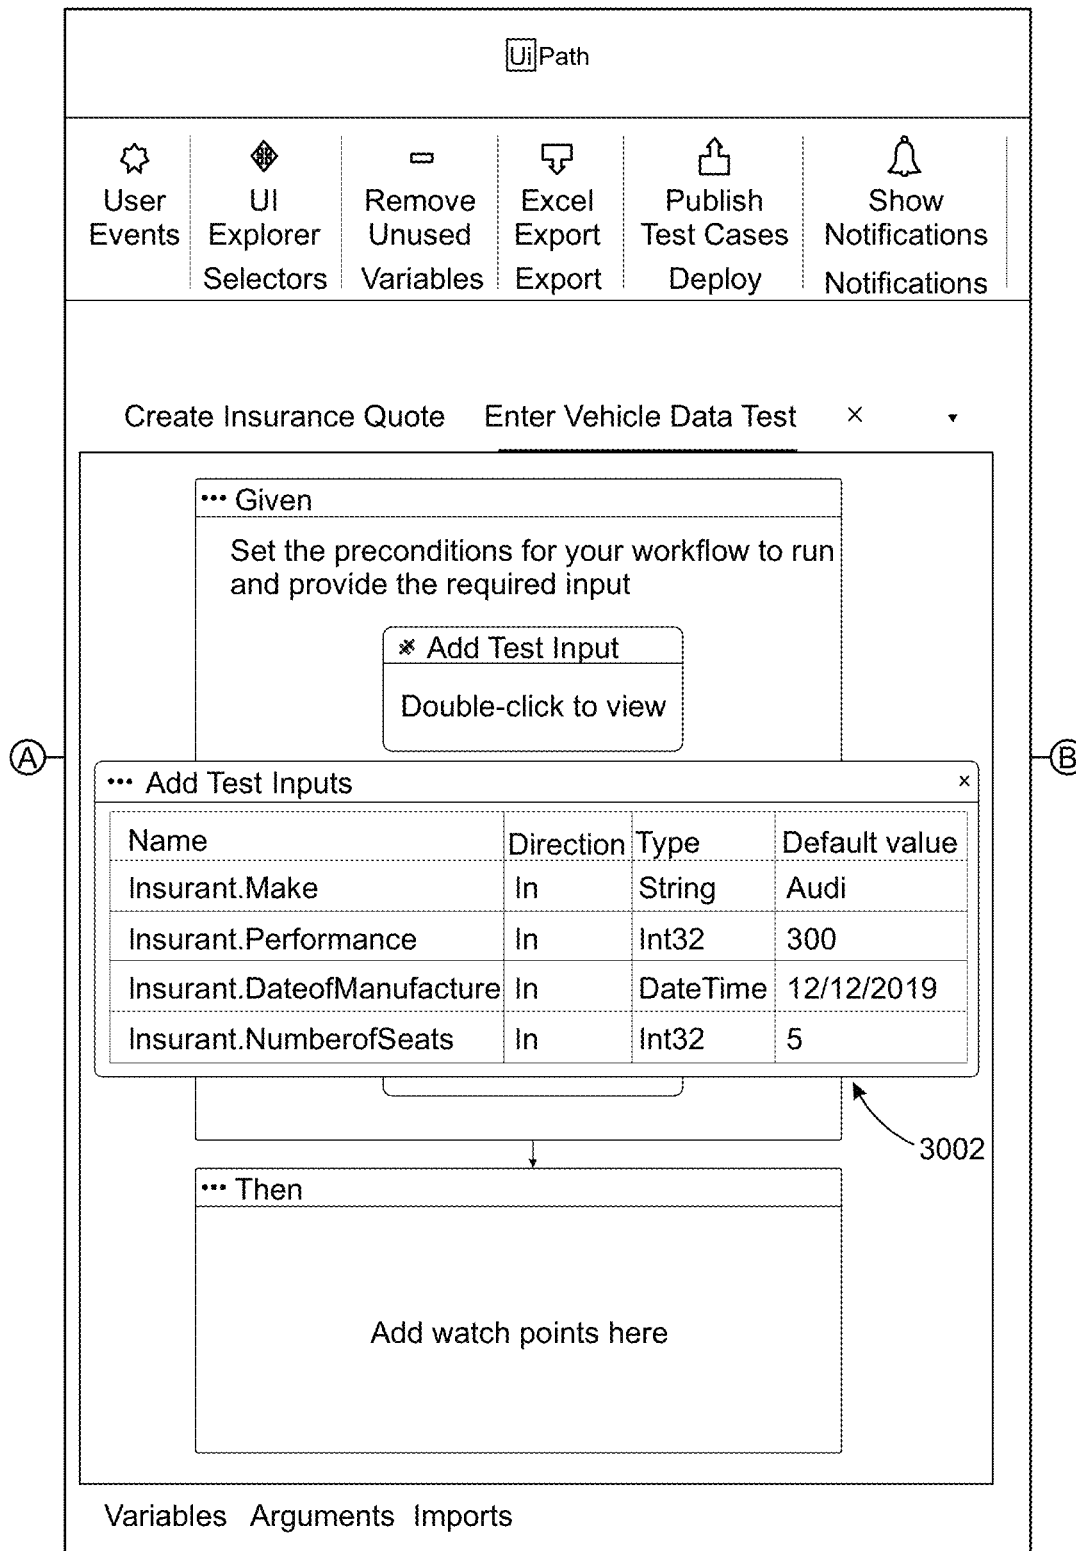 UiPath
User Events
UI Explorer
Selectors
Remove Unused
Variables
Excel Export
Export
Publish Test Cases
Deploy
Show Notifications
Notifications
Create Insurance Quote
Enter Vehicle Data Test ×
··· Given
Set the preconditions for your workflow to run
and provide the required input
Add Test Input
Double-click to view
A
B
··· Add Test Inputs ×
Name Direction Type Default value
Insurant.Make In String Audi
Insurant.Performance In Int32 300
Insurant.DateofManufacture In DateTime 12/12/2019
Insurant.NumberofSeats In Int32 5
3002
··· Then
Add watch points here
Variables Arguments Imports